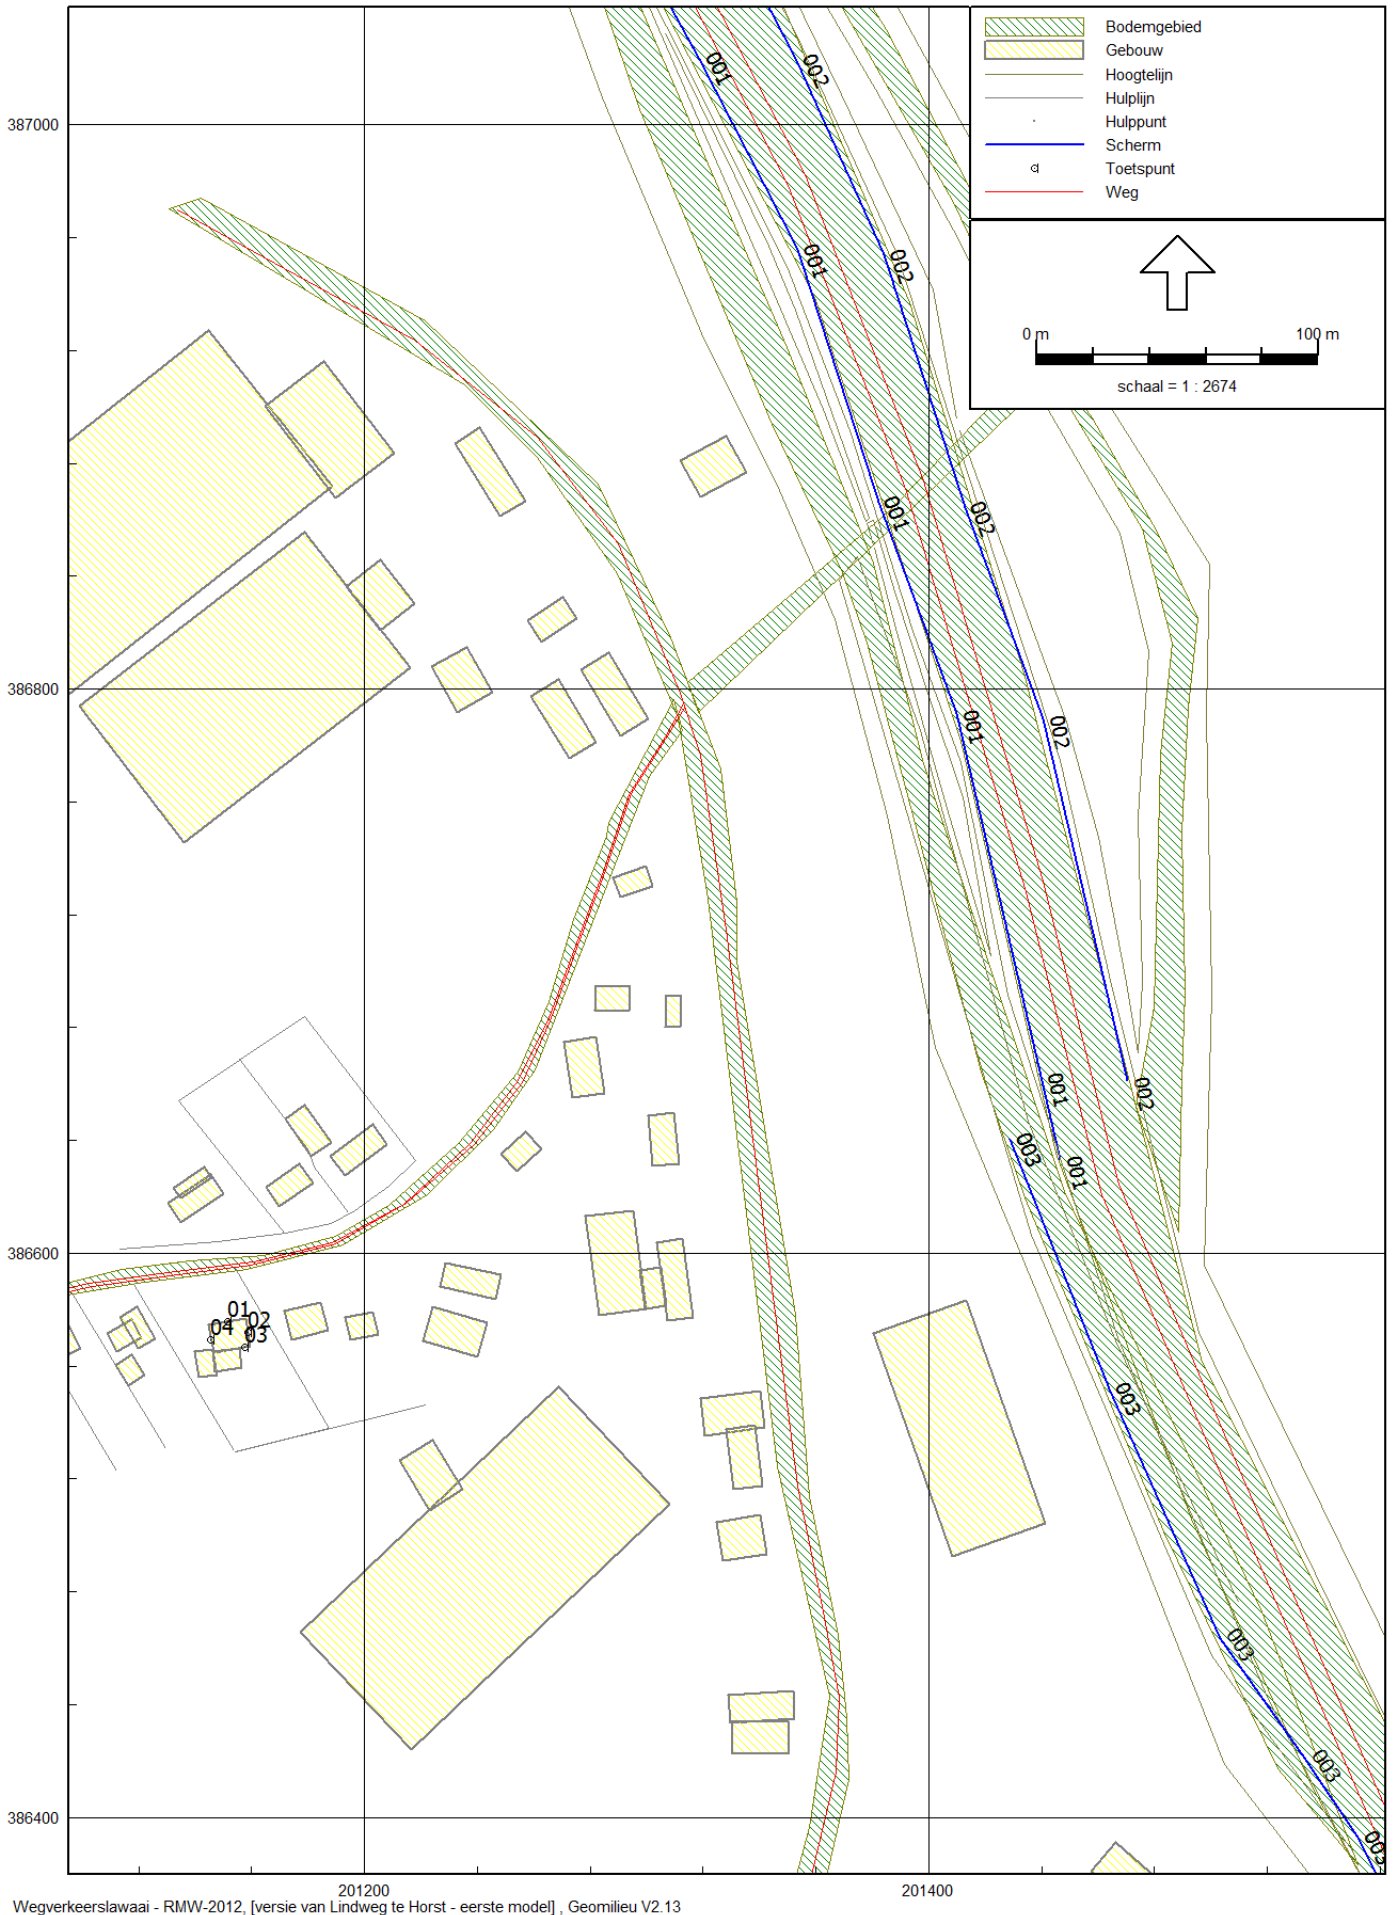 Bodemgebied
Gebouw
Hoogtelijn
Hulplijn
Hulppunt
Scherm
Toetspunt
Weg
0 m
100 m
schaal = 1 : 2674
387000
386800
386600
386400
201200
201400
001
002
001
002
001
002
001
002
001
002
003
001
003
003
003
003
01
02
04
03
Wegverkeerslawaai - RMW-2012, [versie van Lindweg te Horst - eerste model] , Geomilieu V2.13